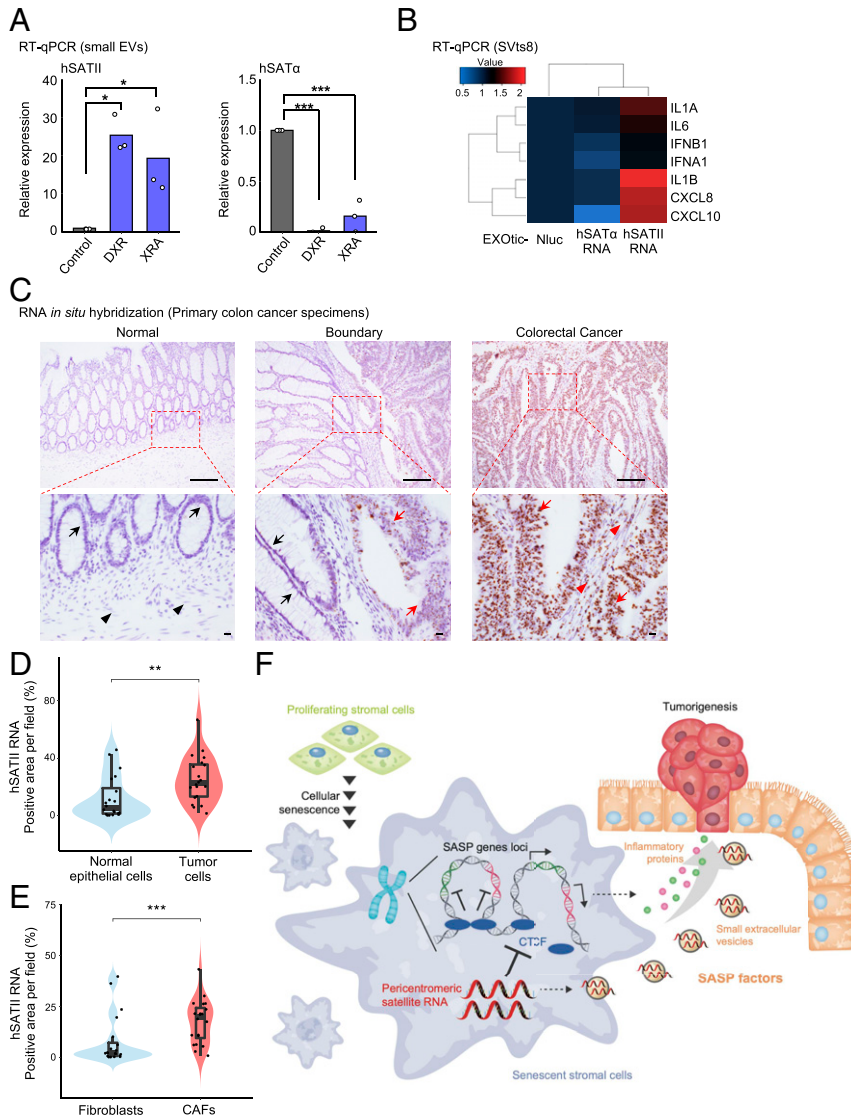 A
RT-qPCR (small EVs)
hSATII
Relative expression
40
30
20
10
0
*
*
Control
DXR
XRA
hSATα
Relative expression
1.5
1.0
0.5
0
***
***
Control
DXR
XRA
B
RT-qPCR (SVts8)
Value
0.5 1 2
IL1A
IL6
IFNB1
IFNA1
IL1B
CXCL8
CXCL10
EXOtic- Nluc hSATα RNA hSATII RNA
C
RNA in situ hybridization (Primary colon cancer specimens)
Normal Boundary Colorectal Cancer
D
hSATII RNA
Positive area per field (%)
80
40
0
**
Normal epithelial cells
Tumor cells
E
hSATII RNA
Positive area per field (%)
75
50
25
0
***
Fibroblasts
CAFs
F
Proliferating stromal cells
Cellular senescence
SASP genes loci
CTCF
Pericentromeric satellite RNA
Senescent stromal cells
Tumorigenesis
Inflammatory proteins
Small extracellular vesicles
SASP factors